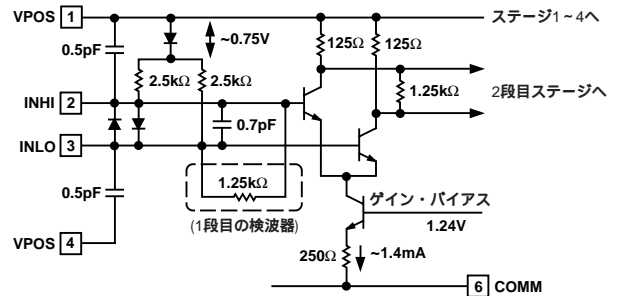 VPOS 1
ステージ1~4へ
~0.75V
0.5pF
125Ω
125Ω
2.5kΩ
2.5kΩ
1.25kΩ
2段目ステージへ
INHI 2
0.7pF
INLO 3
1.25kΩ
0.5pF
(1段目の検波器)
ゲイン・バイアス
1.24V
VPOS 4
250Ω
~1.4mA
6 COMM